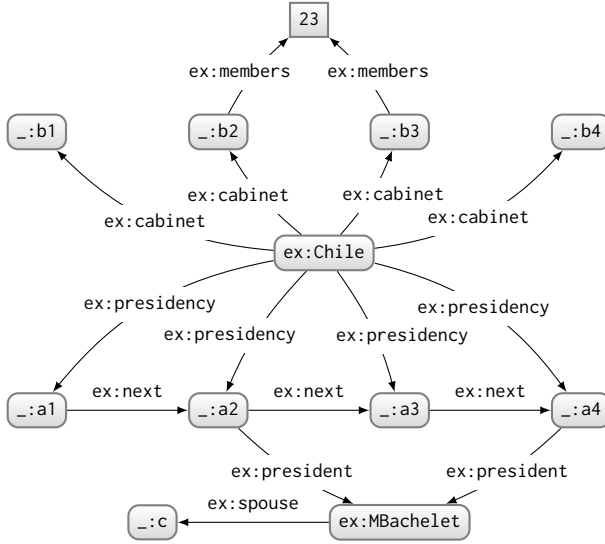 23
ex:members ex:members
_:b1 _:b2 _:b3 _:b4
ex:cabinet ex:cabinet
ex:cabinet ex:cabinet
ex:Chile
ex:presidency ex:presidency
ex:presidency ex:presidency
ex:next ex:next ex:next
_:a1 _:a2 _:a3 _:a4
ex:president ex:president
ex:spouse
_:c ex:MBachelet